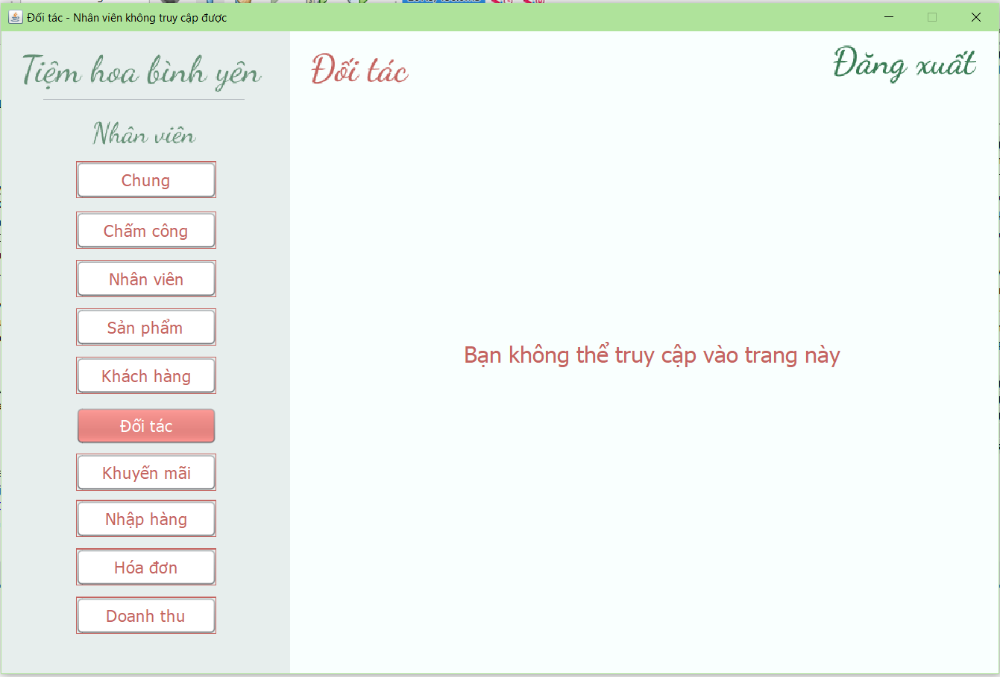 Đối tác - Nhân viên không truy cập được
Tiệm hoa bình yên
Đối tác
Đăng xuất
Nhân viên
Chung
Chấm công
Nhân viên
Sản phẩm
Khách hàng
Đối tác
Khuyến mãi
Nhập hàng
Hóa đơn
Doanh thu
Bạn không thể truy cập vào trang này